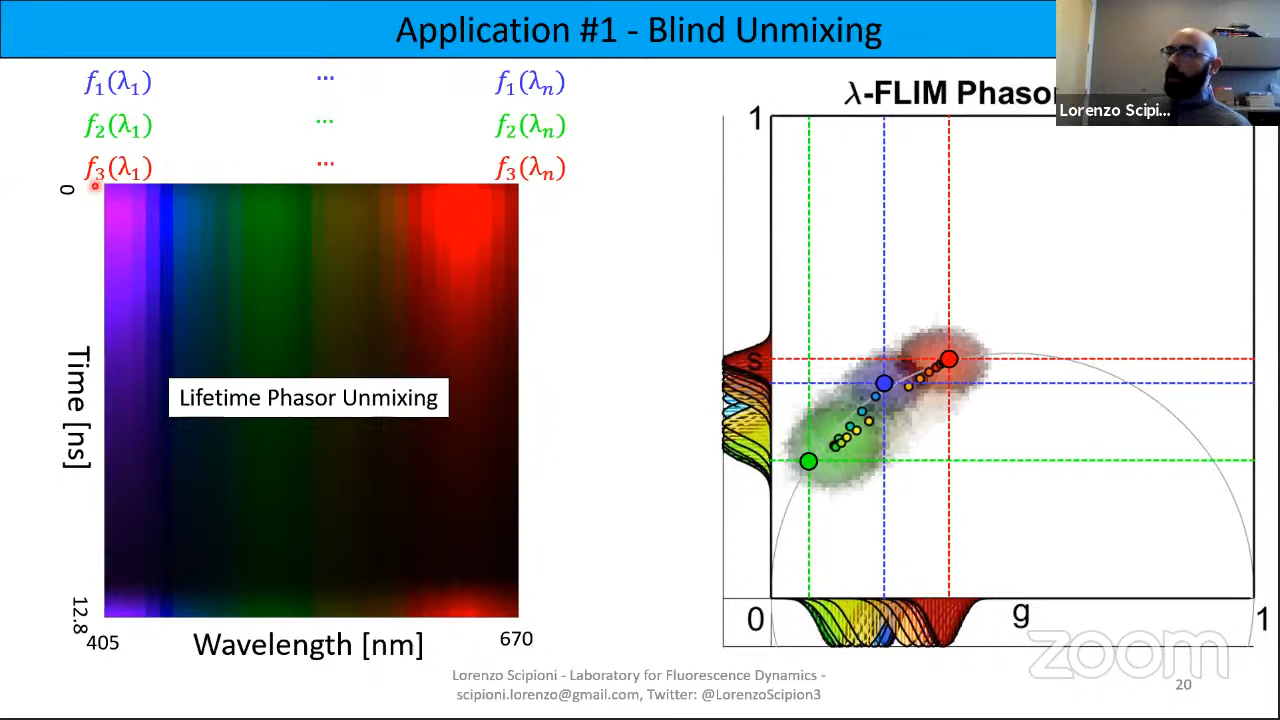 Application #1 - Blind Unmixing
f₁(λ₁) ... f₁(λₙ)
f₂(λ₁) ... f₂(λₙ)
f₃(λ₁) ... f₃(λₙ)
0
Time [ns]
12.8
Lifetime Phasor Unmixing
405
Wavelength [nm]
670
λ-FLIM Phasor
1
s
0
g
1
Lorenzo Scipi...
zoom
Lorenzo Scipioni - Laboratory for Fluorescence Dynamics -
scipioni.lorenzo@gmail.com, Twitter: @LorenzoScipion3
20